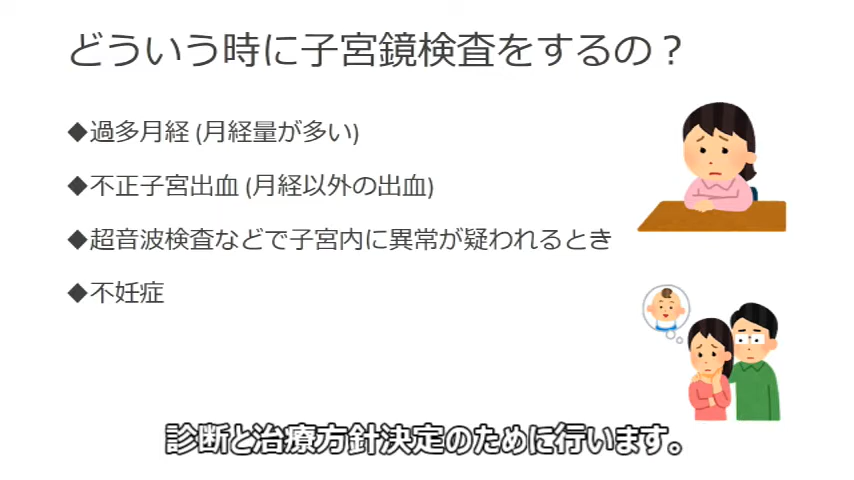 どういう時に子宮鏡検査をするの？
◆過多月経 (月経量が多い)
◆不正子宮出血 (月経以外の出血)
◆超音波検査などで子宮内に異常が疑われるとき
◆不妊症
診断と治療方針決定のために行います。